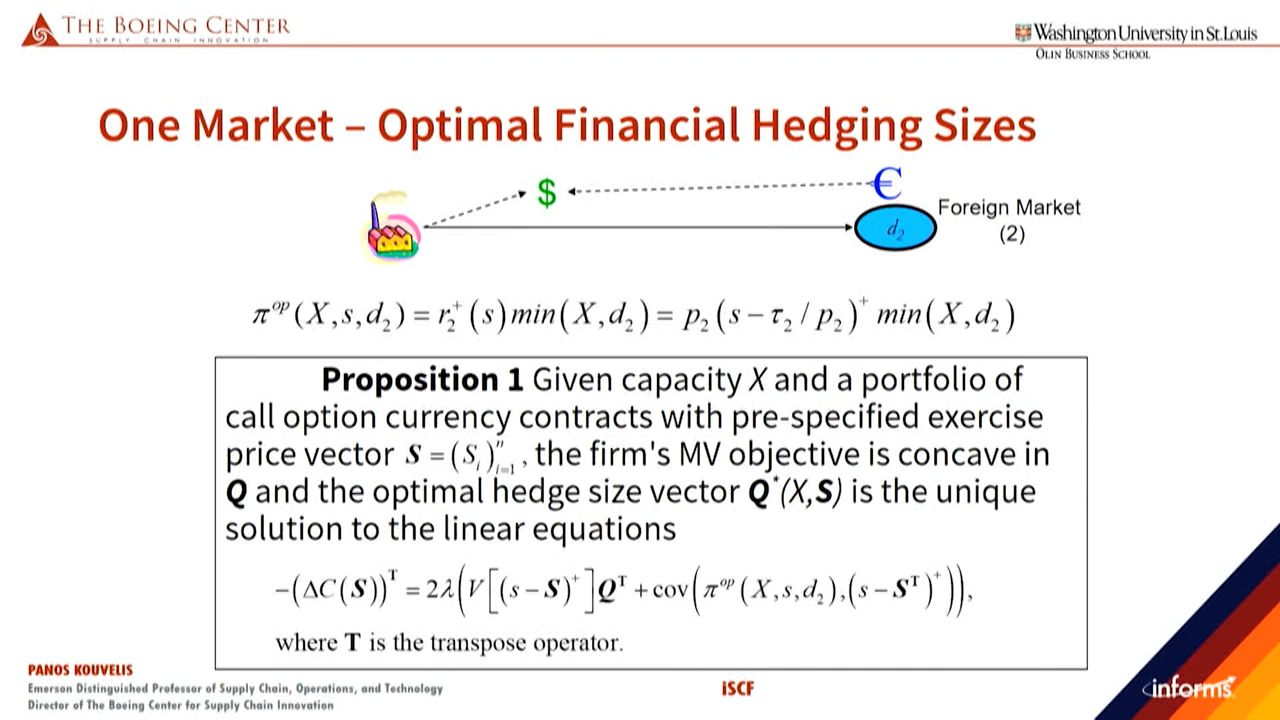 THE BOEING CENTER
SUPPLY CHAIN INNOVATION
Washington University in St. Louis
OLIN BUSINESS SCHOOL
One Market – Optimal Financial Hedging Sizes
$
€
d₂
Foreign Market
(2)
π^{op}(X,s,d₂) = r₂⁺(s)min(X,d₂) = p₂(s − τ₂ / p₂)⁺ min(X,d₂)
Proposition 1 Given capacity X and a portfolio of
call option currency contracts with pre-specified exercise
price vector S = (S_i)_{i=1}^n, the firm's MV objective is concave in
Q and the optimal hedge size vector Q*(X,S) is the unique
solution to the linear equations
−(ΔC(S))^T = 2λ(V[(s − S)⁺]Q^T + cov(π^{op}(X,s,d₂),(s − S^T)⁺)),
where T is the transpose operator.
PANOS KOUVELIS
Emerson Distinguished Professor of Supply Chain, Operations, and Technology
Director of The Boeing Center for Supply Chain Innovation
iSCF
informs